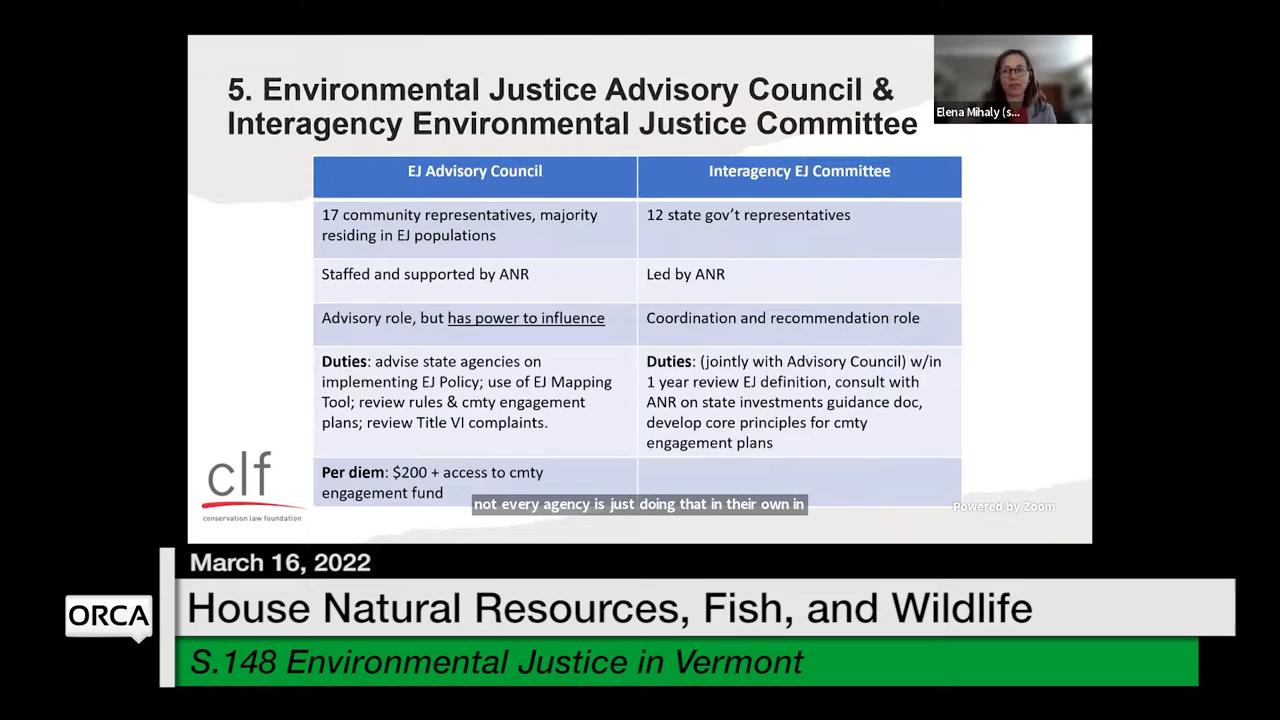 5. Environmental Justice Advisory Council &
Interagency Environmental Justice Committee
Elena Mihaly (s...
EJ Advisory Council
Interagency EJ Committee
17 community representatives, majority
residing in EJ populations
12 state gov't representatives
Staffed and supported by ANR
Led by ANR
Advisory role, but has power to influence
Coordination and recommendation role
Duties: advise state agencies on
implementing EJ Policy; use of EJ Mapping
Tool; review rules & cmty engagement
plans; review Title VI complaints.
Duties: (jointly with Advisory Council) w/in
1 year review EJ definition, consult with
ANR on state investments guidance doc,
develop core principles for cmty
engagement plans
Per diem: $200 + access to cmty
engagement fund
clf
conservation law foundation
not every agency is just doing that in their own in
Powered by Zoom
March 16, 2022
ORCA
House Natural Resources, Fish, and Wildlife
S.148 Environmental Justice in Vermont